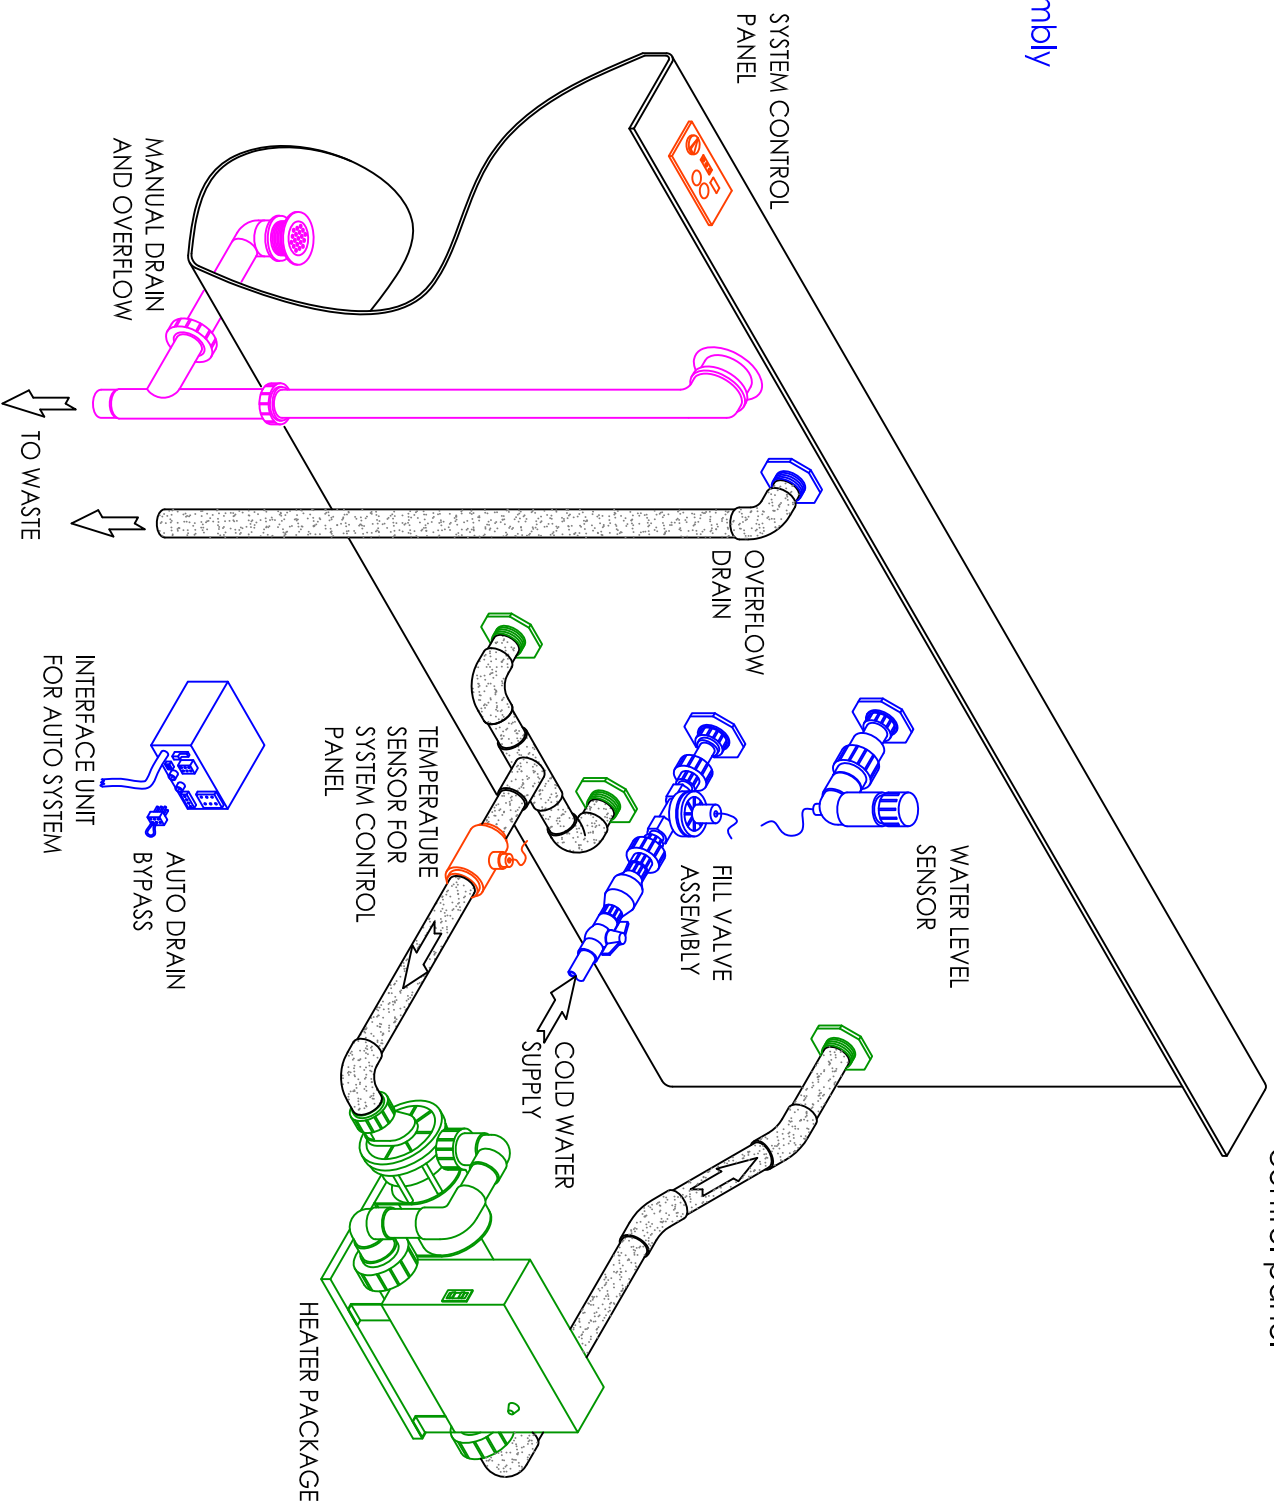 mbly
SYSTEM CONTROL
PANEL
MANUAL DRAIN
AND OVERFLOW
TO WASTE
OVERFLOW
DRAIN
INTERFACE UNIT
FOR AUTO SYSTEM
AUTO DRAIN
BYPASS
TEMPERATURE
SENSOR FOR
SYSTEM CONTROL
PANEL
FILL VALVE
ASSEMBLY
WATER LEVEL
SENSOR
COLD WATER
SUPPLY
HEATER PACKAGE